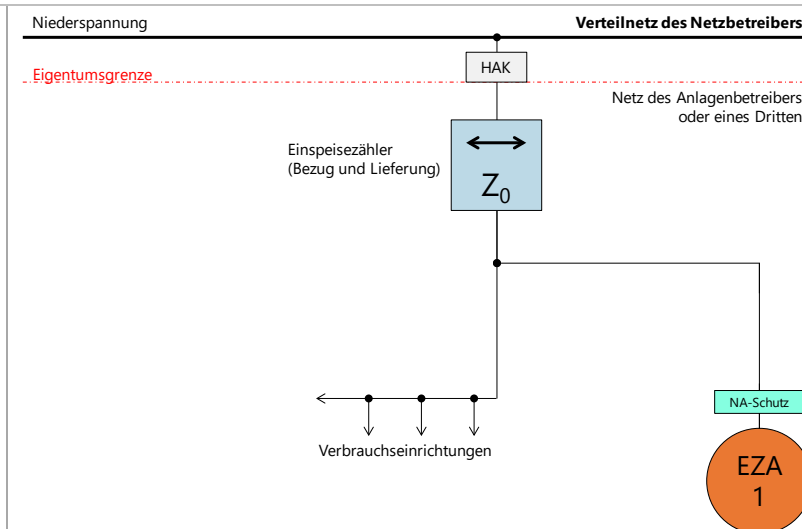 Niederspannung
Verteilnetz des Netzbetreibers
HAK
Eigentumsgrenze
Netz des Anlagenbetreibers
oder eines Dritten
Einspeisezähler
(Bezug und Lieferung)
Z0
NA-Schutz
Verbrauchseinrichtungen
EZA
1